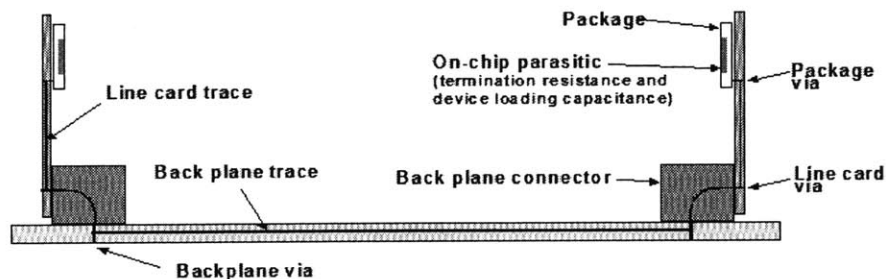 Package
On-chip parasitic
(termination resistance and
device loading capacitance)
Package
via
Line card trace
Back plane trace
Back plane connector
Line card
via
Backplane via